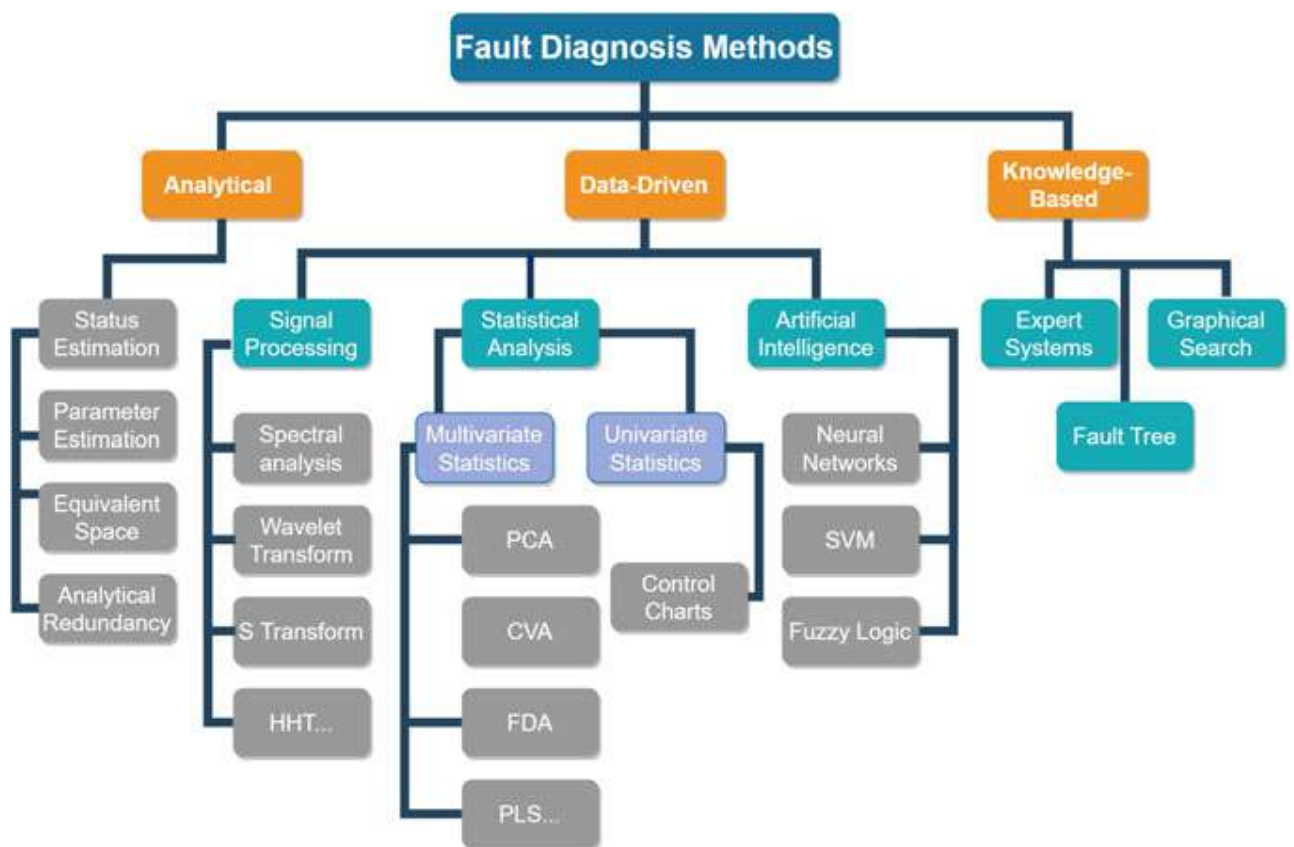 Fault Diagnosis Methods
Analytical
Data-Driven
Knowledge-
Based
Status
Estimation
Parameter
Estimation
Equivalent
Space
Analytical
Redundancy
Signal
Processing
Spectral
analysis
Wavelet
Transform
S Transform
HHT...
Statistical
Analysis
Multivariate
Statistics
PCA
CVA
FDA
PLS...
Univariate
Statistics
Control
Charts
Artificial
Intelligence
Neural
Networks
SVM
Fuzzy Logic
Expert
Systems
Fault Tree
Graphical
Search